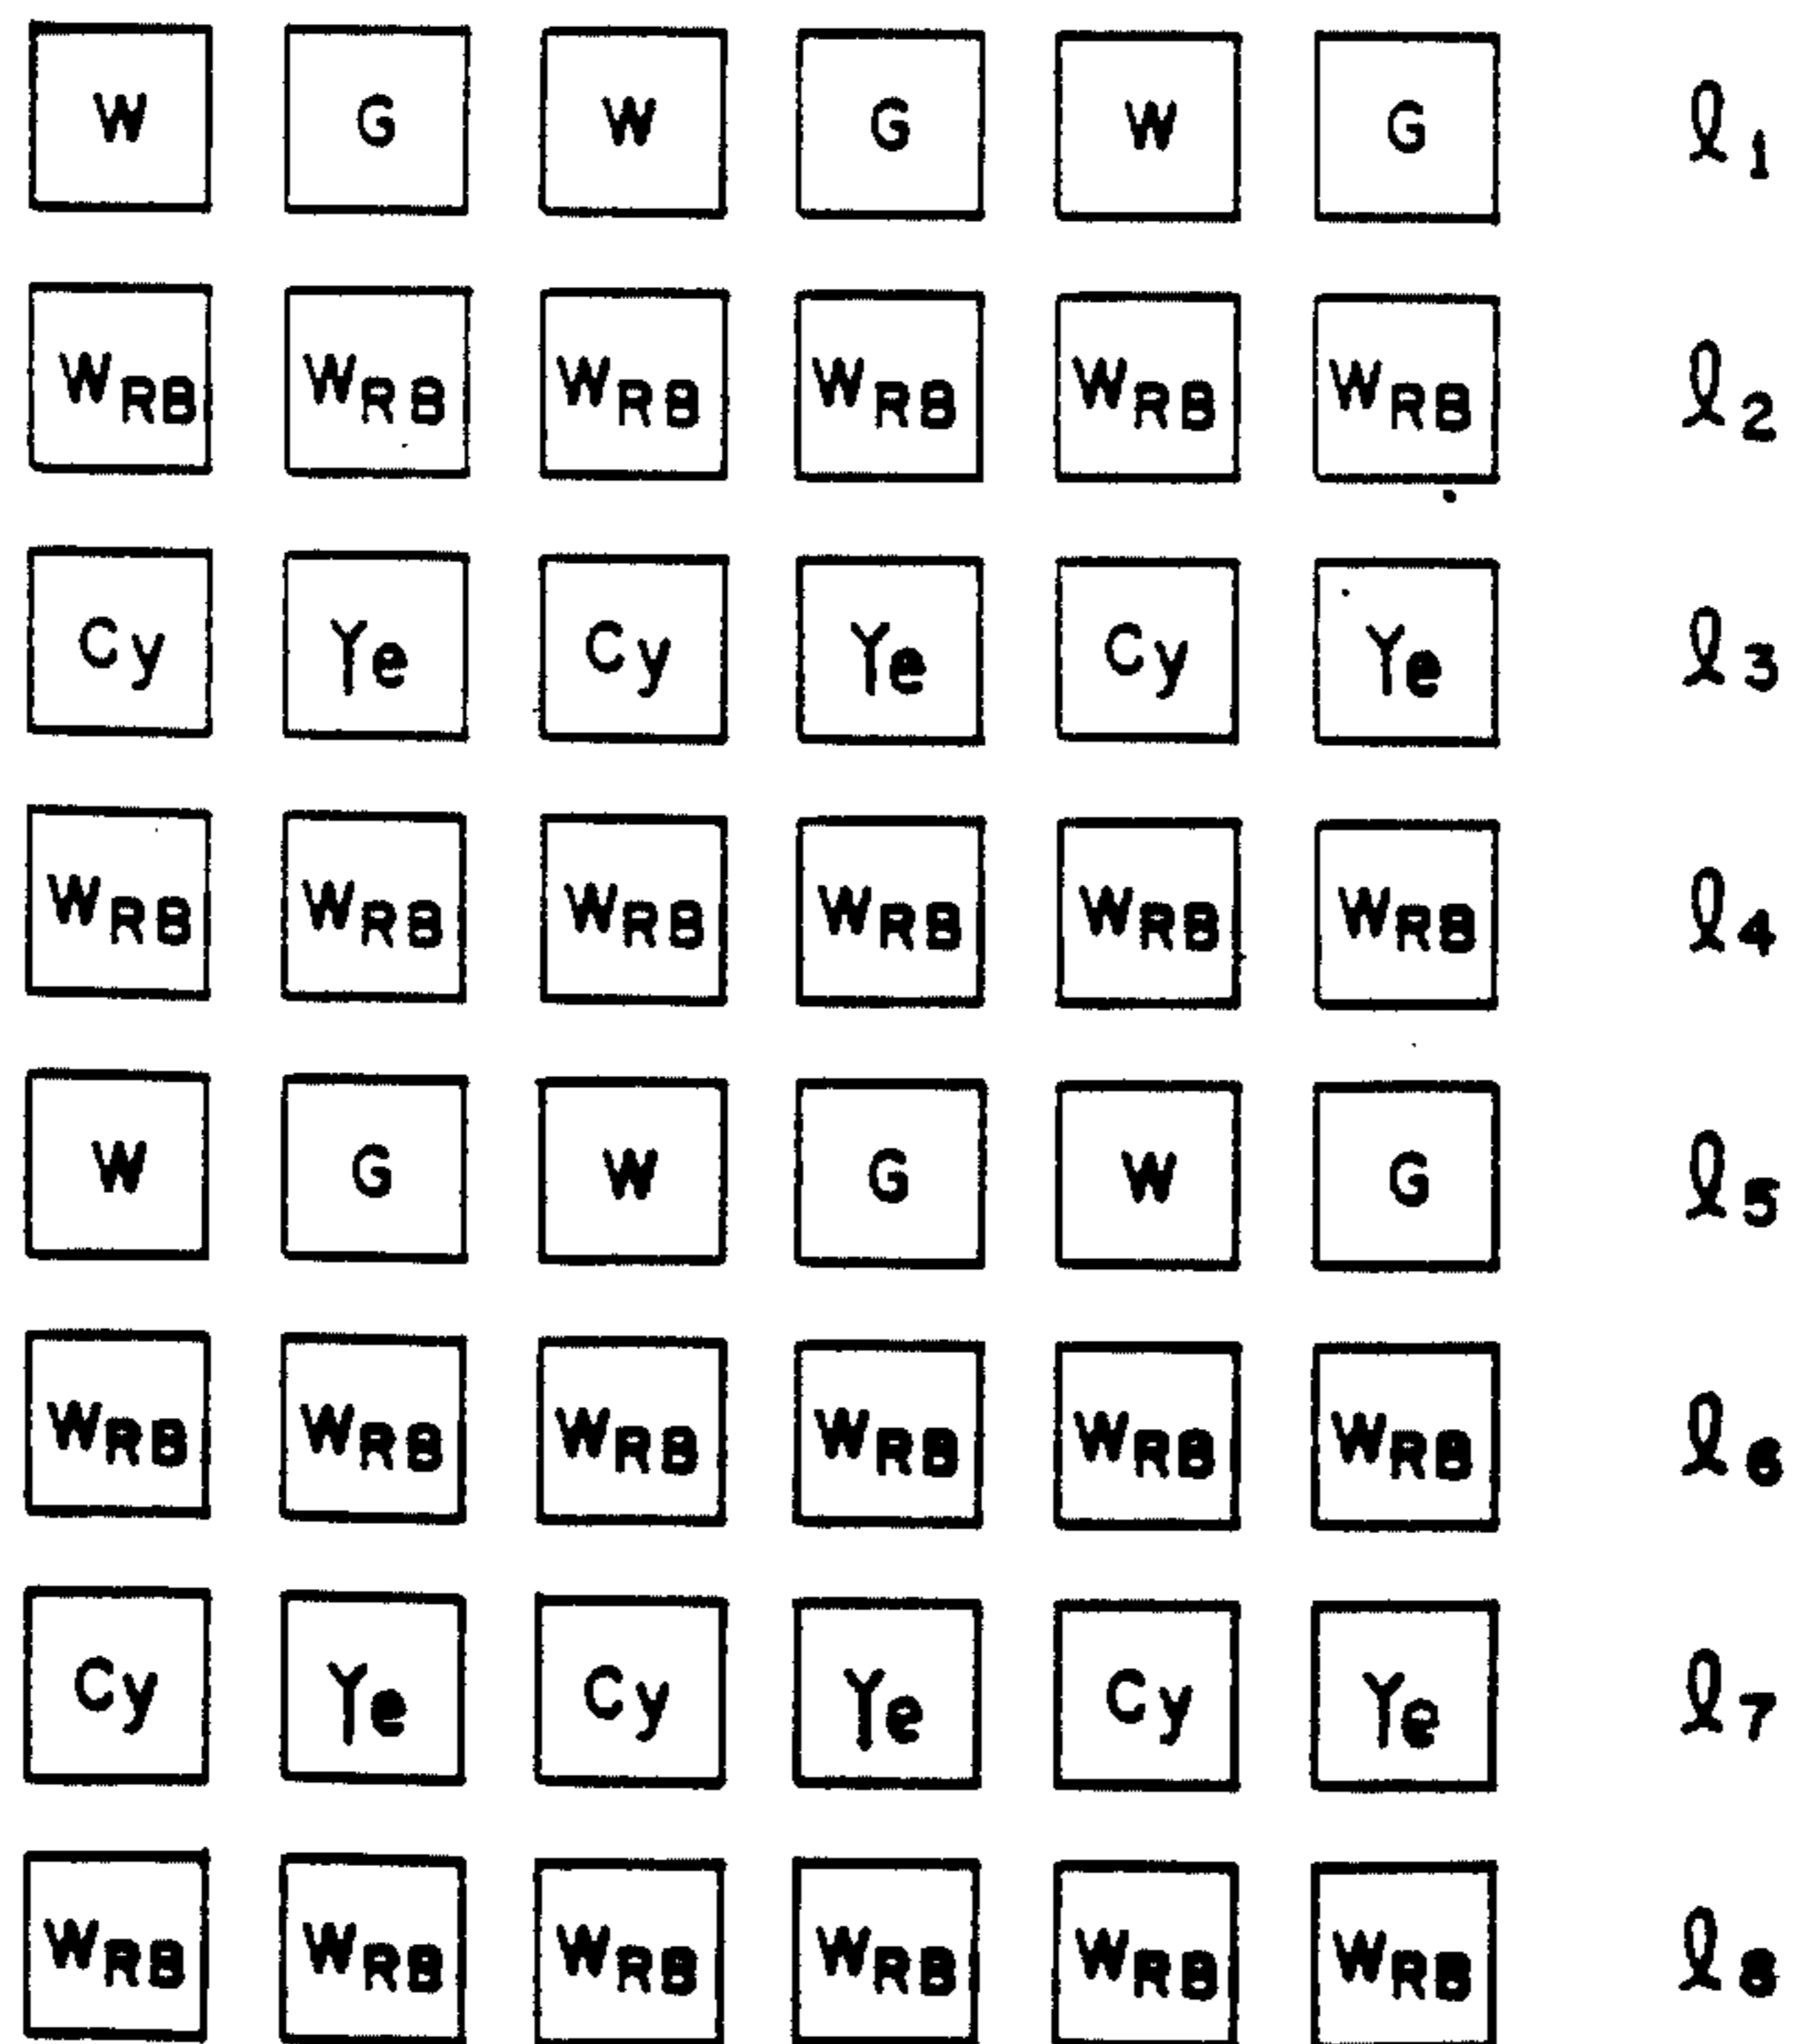 W G W G W G ℓ1
WRB WRB WRB WRB WRB WRB ℓ2
Cy Ye Cy Ye Cy Ye ℓ3
WRB WRB WRB WRB WRB WRB ℓ4
W G W G W G ℓ5
WRB WRB WRB WRB WRB WRB ℓ6
Cy Ye Cy Ye Cy Ye ℓ7
WRB WRB WRB WRB WRB WRB ℓ8